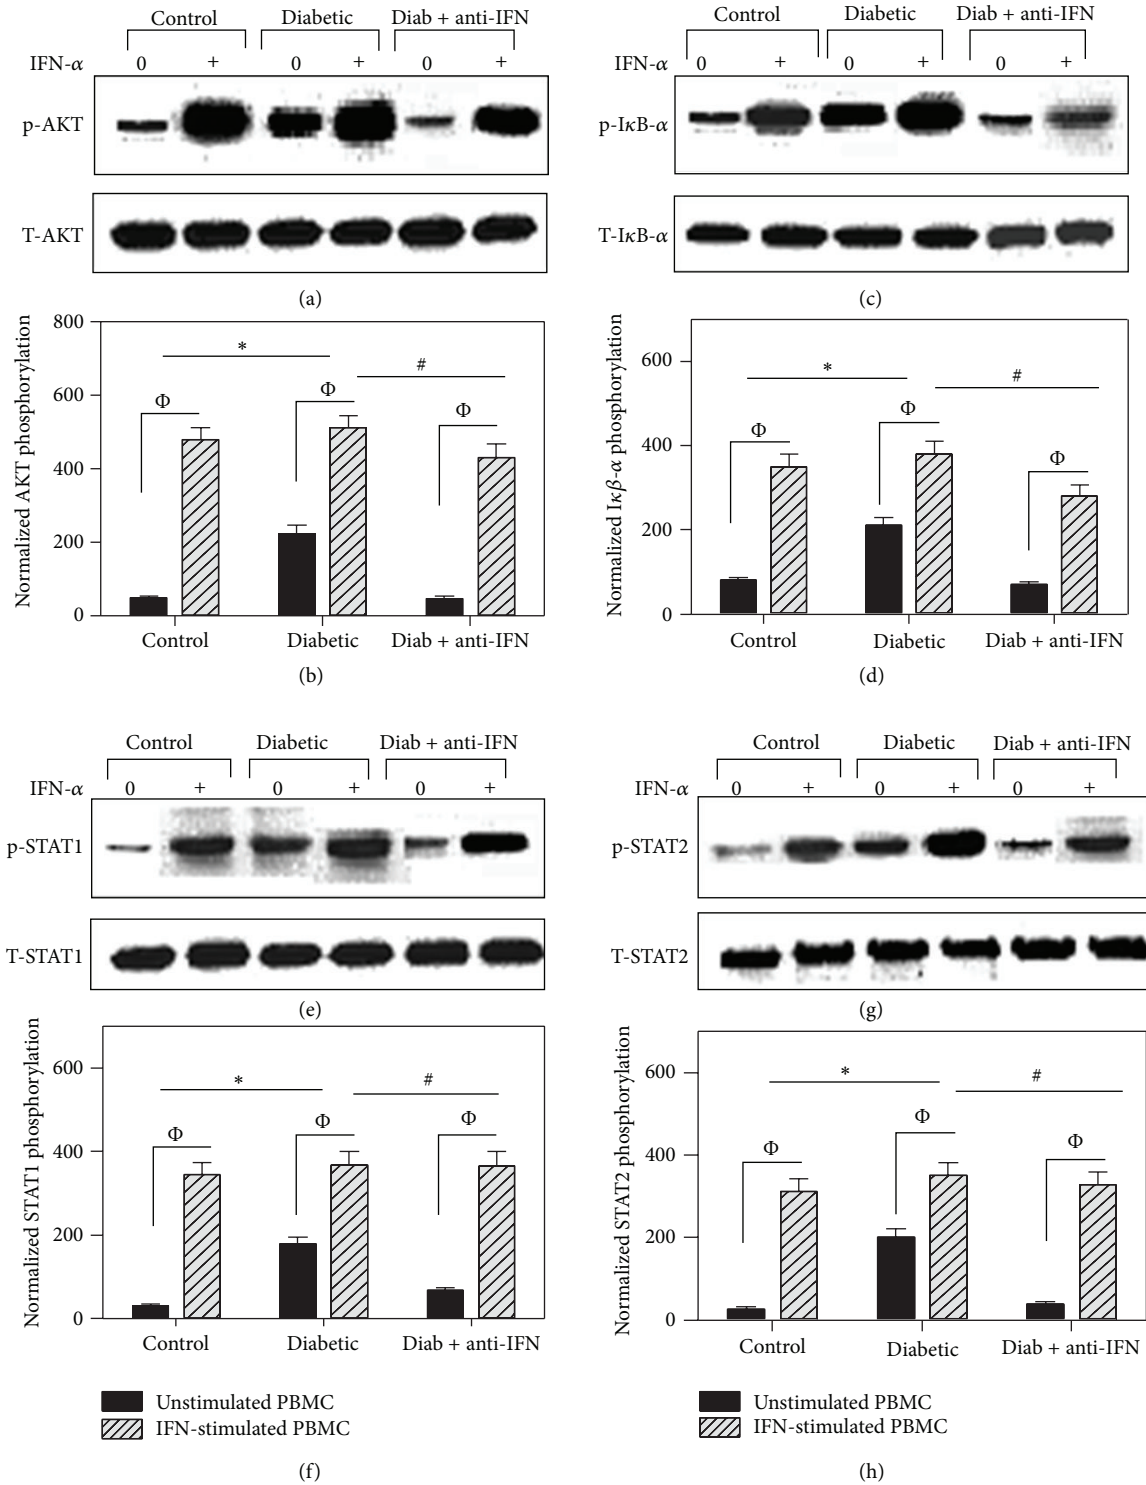 Control Diabetic Diab + anti-IFN
IFN-α 0 + 0 + 0 +
p-AKT
T-AKT
(a)
Control Diabetic Diab + anti-IFN
IFN-α 0 + 0 + 0 +
p-IκB-α
T-IκB-α
(c)
Normalized AKT phosphorylation
800
600
400
200
0
* #
Φ Φ Φ
Control Diabetic Diab + anti-IFN
(b)
Normalized Iκβ-α phosphorylation
600
400
200
0
* #
Φ Φ Φ
Control Diabetic Diab + anti-IFN
(d)
Control Diabetic Diab + anti-IFN
IFN-α 0 + 0 + 0 +
p-STAT1
T-STAT1
(e)
Control Diabetic Diab + anti-IFN
IFN-α 0 + 0 + 0 +
p-STAT2
T-STAT2
(g)
Normalized STAT1 phosphorylation
600
400
200
0
* #
Φ Φ Φ
Control Diabetic Diab + anti-IFN
Unstimulated PBMC
IFN-stimulated PBMC
(f)
Normalized STAT2 phosphorylation
600
400
200
0
* #
Φ Φ Φ
Control Diabetic Diab + anti-IFN
Unstimulated PBMC
IFN-stimulated PBMC
(h)